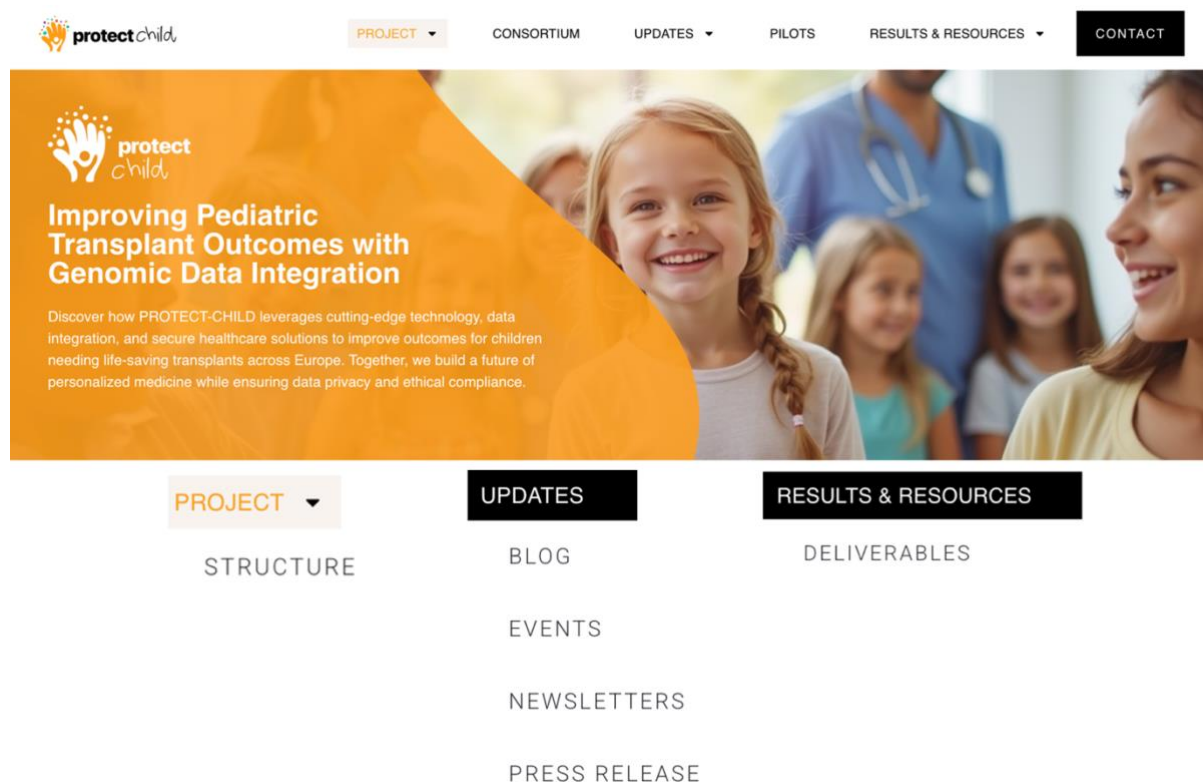 protect child
PROJECT
CONSORTIUM
UPDATES
PILOTS
RESULTS & RESOURCES
CONTACT
protect
child
Improving Pediatric
Transplant Outcomes with
Genomic Data Integration
Discover how PROTECT-CHILD leverages cutting-edge technology, data
integration, and secure healthcare solutions to improve outcomes for children
needing life-saving transplants across Europe. Together, we build a future of
personalized medicine while ensuring data privacy and ethical compliance.
PROJECT
STRUCTURE
UPDATES
BLOG
EVENTS
NEWSLETTERS
PRESS RELEASE
RESULTS & RESOURCES
DELIVERABLES